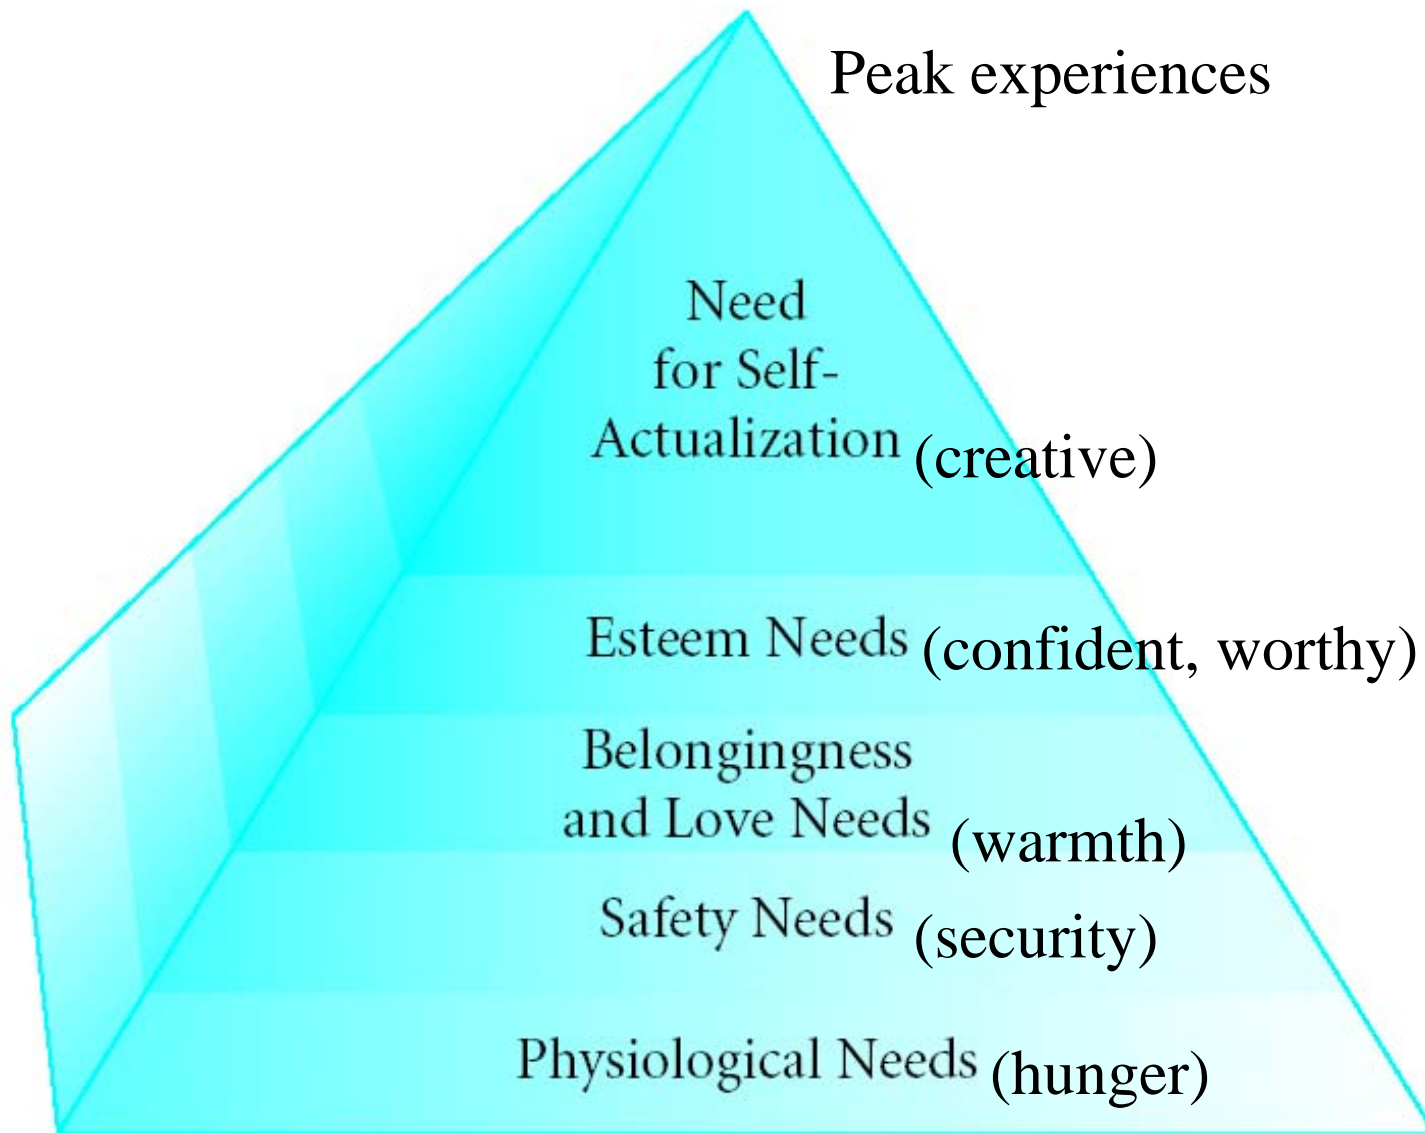 Peak experiences
Need
for Self-
Actualization (creative)
Esteem Needs (confident, worthy)
Belongingness
and Love Needs (warmth)
Safety Needs (security)
Physiological Needs (hunger)